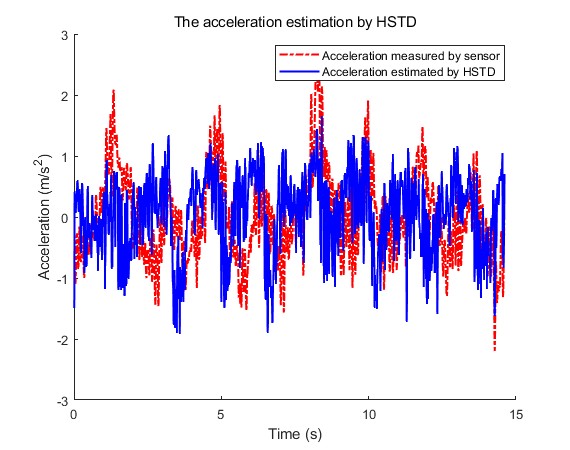 The acceleration estimation by HSTD
Acceleration measured by sensor
Acceleration estimated by HSTD
3
2
1
0
-1
-2
-3
Acceleration (m/s²)
0
5
10
15
Time (s)